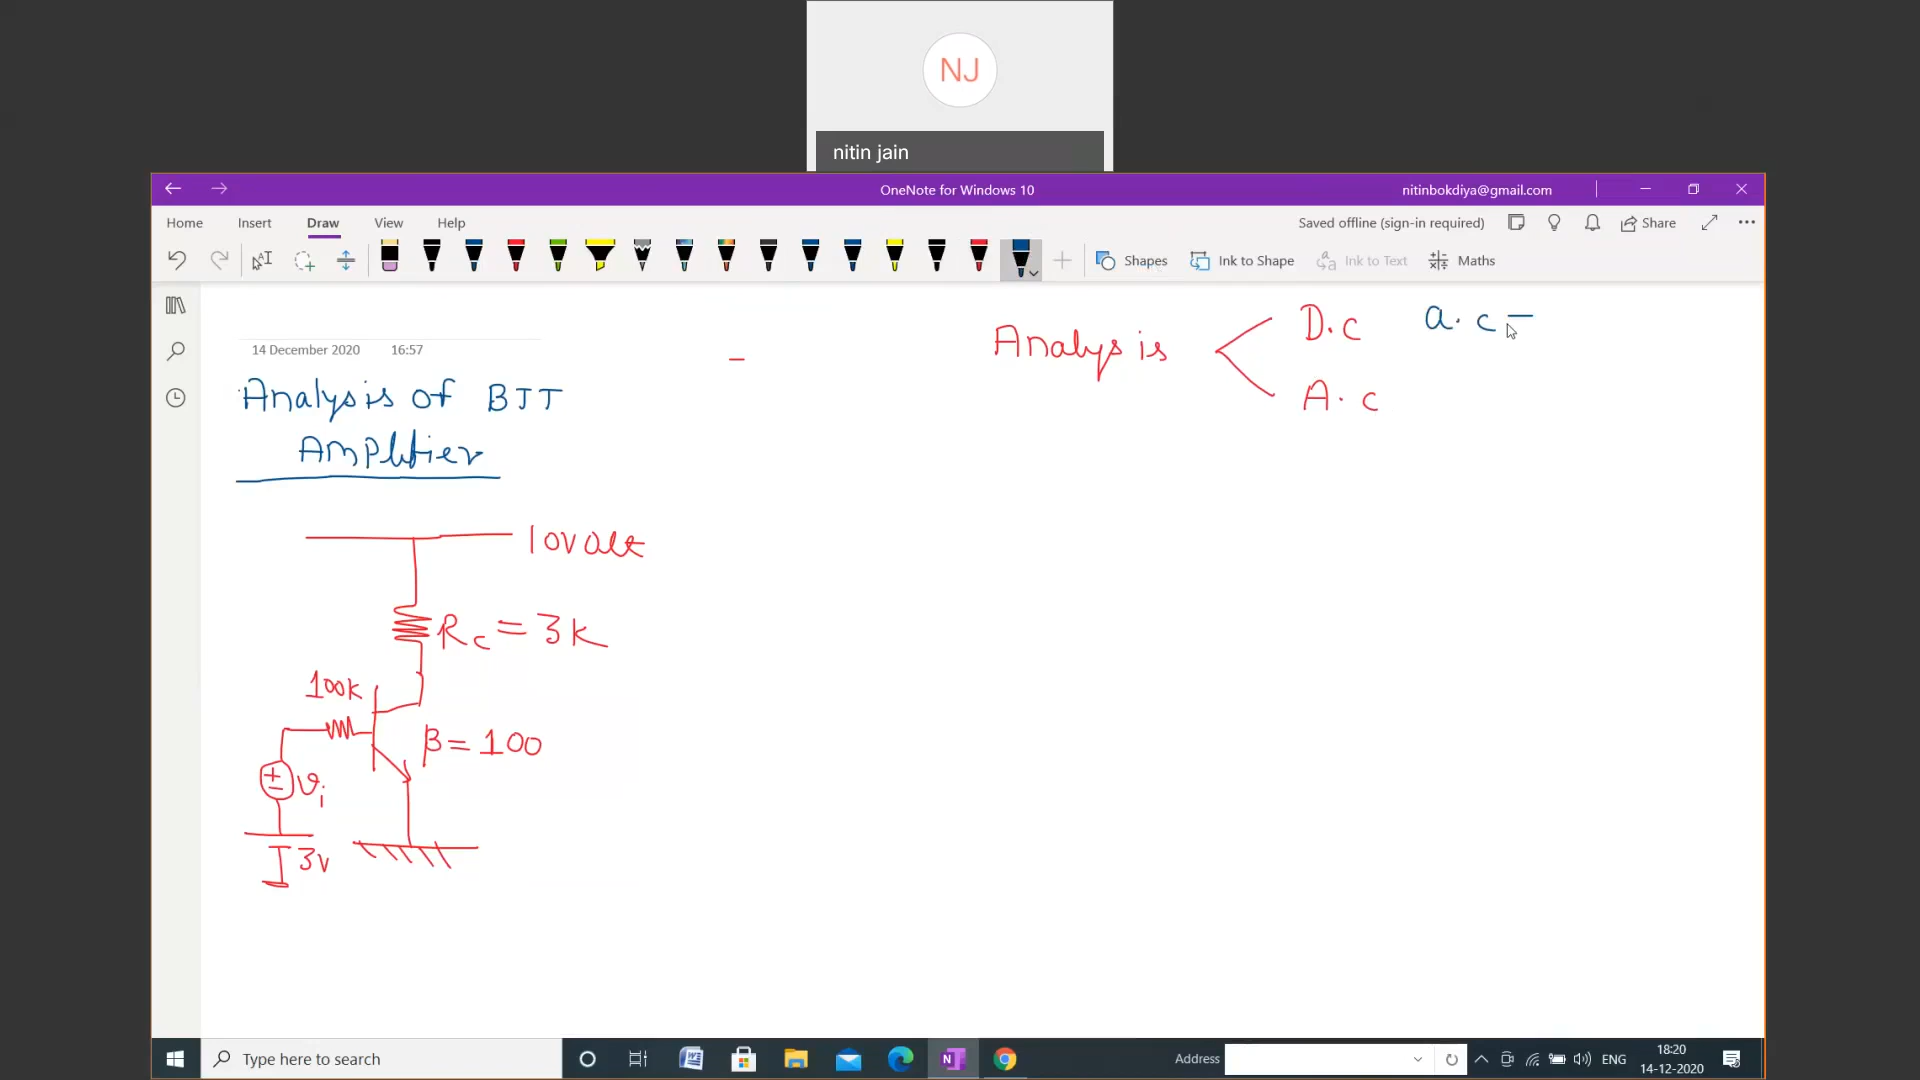 NJ
nitin jain
OneNote for Windows 10
nitinbokdiya@gmail.com
Home Insert Draw View Help
Saved offline (sign-in required)
Share
Shapes
Ink to Shape
Ink to Text
Maths
14 December 2020 16:57
Analysis of BJT
Amplifier
Analysis
D.c
A.c
a.c –
10 volt
Rc = 3k
100k
β = 100
+
–
vi
3v
Type here to search
Address
ENG
18:20
14-12-2020